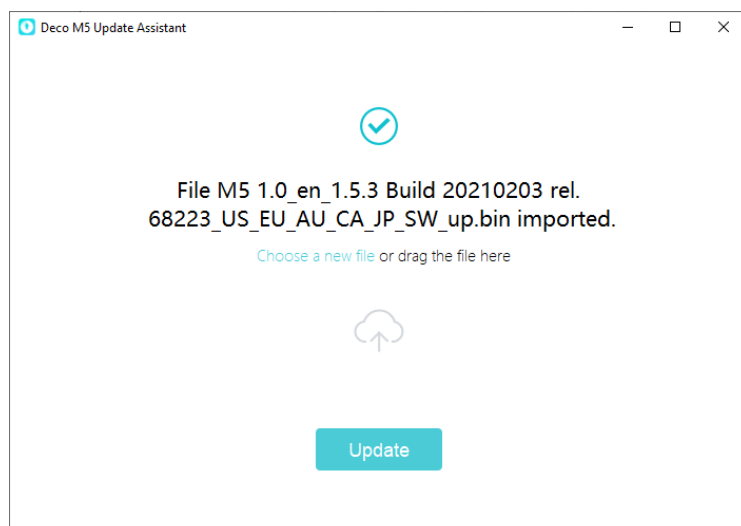 Deco M5 Update Assistant
File M5 1.0_en_1.5.3 Build 20210203 rel.
68223_US_EU_AU_CA_JP_SW_up.bin imported.
Choose a new file or drag the file here
Update